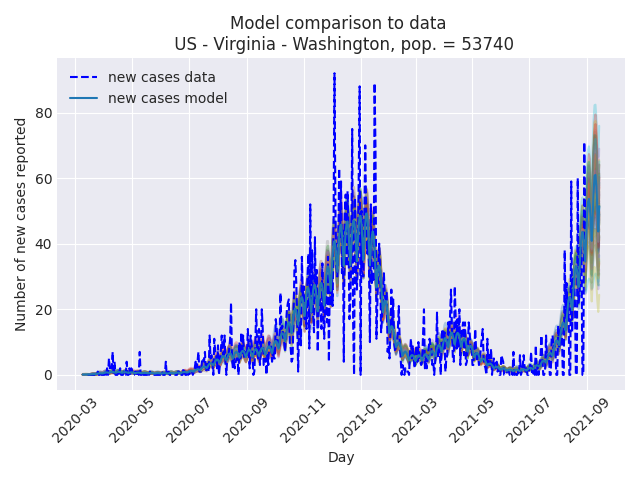 Model comparison to data
US - Virginia - Washington, pop. = 53740
new cases data
new cases model
Number of new cases reported
80
60
40
20
0
2020-03
2020-05
2020-07
2020-09
2020-11
2021-01
2021-03
2021-05
2021-07
2021-09
Day